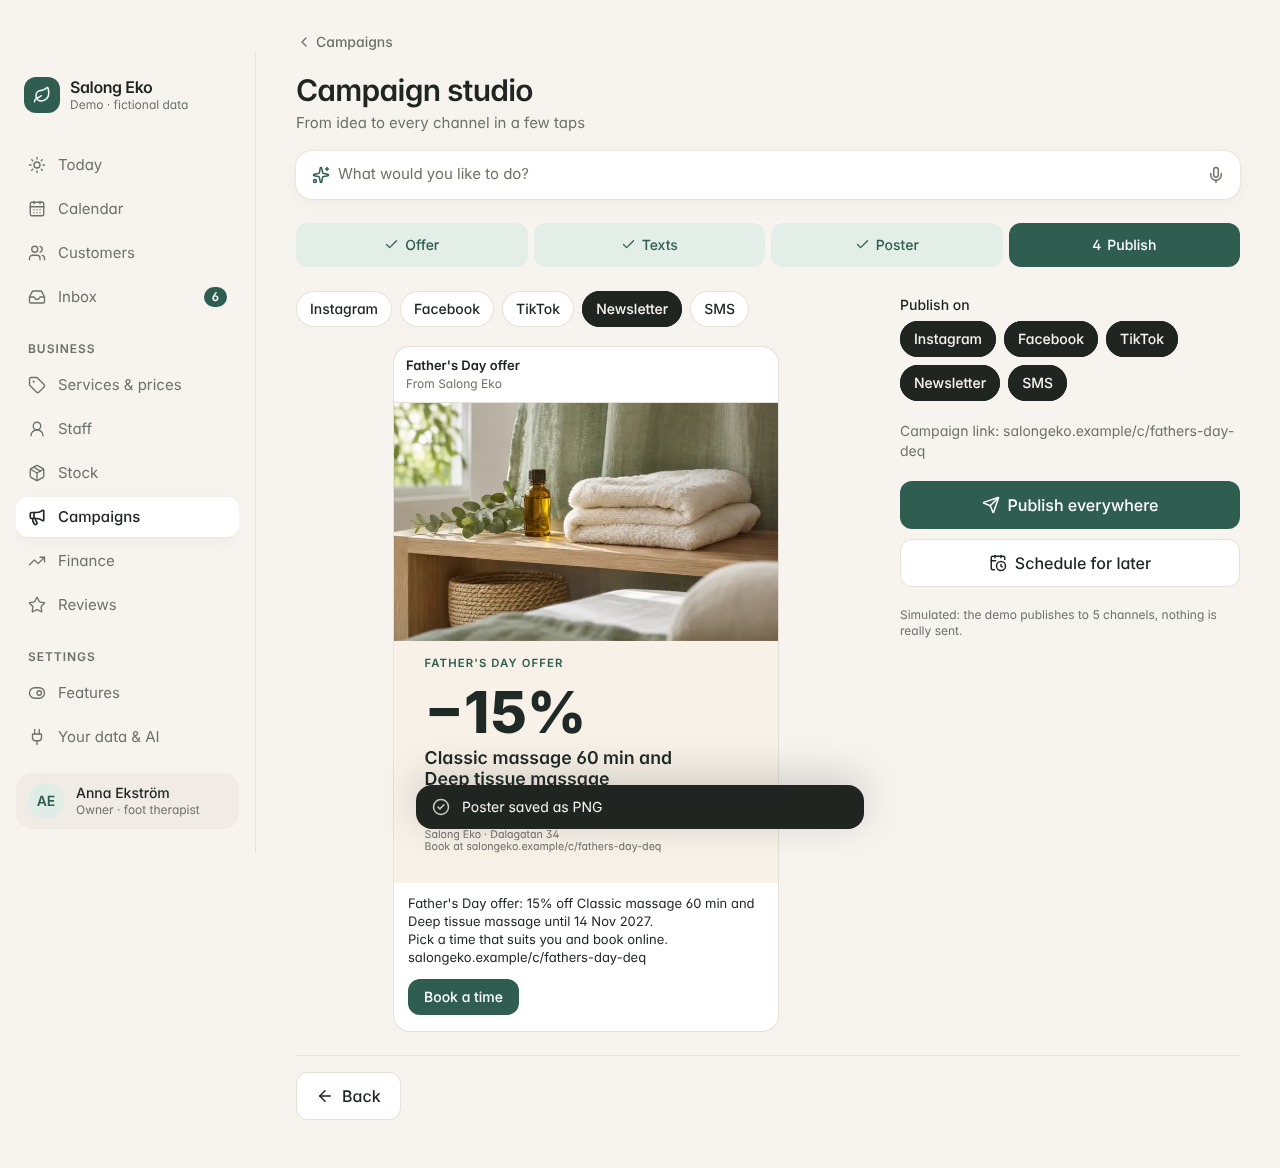 Campaigns
Salong Eko
Demo · fictional data
Today
Calendar
Customers
Inbox
6
BUSINESS
Services & prices
Staff
Stock
Campaigns
Finance
Reviews
SETTINGS
Features
Your data & AI
AE
Anna Ekström
Owner · foot therapist
Campaign studio
From idea to every channel in a few taps
What would you like to do?
Offer
Texts
Poster
4 Publish
Instagram
Facebook
TikTok
Newsletter
SMS
Father's Day offer
From Salong Eko
FATHER'S DAY OFFER
−15%
Classic massage 60 min and
Deep tissue massage
Poster saved as PNG
Salong Eko · Dalagatan 34
Book at salongeko.example/c/fathers-day-deq
Father's Day offer: 15% off Classic massage 60 min and
Deep tissue massage until 14 Nov 2027.
Pick a time that suits you and book online.
salongeko.example/c/fathers-day-deq
Book a time
Publish on
Instagram
Facebook
TikTok
Newsletter
SMS
Campaign link: salongeko.example/c/fathers-day-
deq
Publish everywhere
Schedule for later
Simulated: the demo publishes to 5 channels, nothing is
really sent.
Back